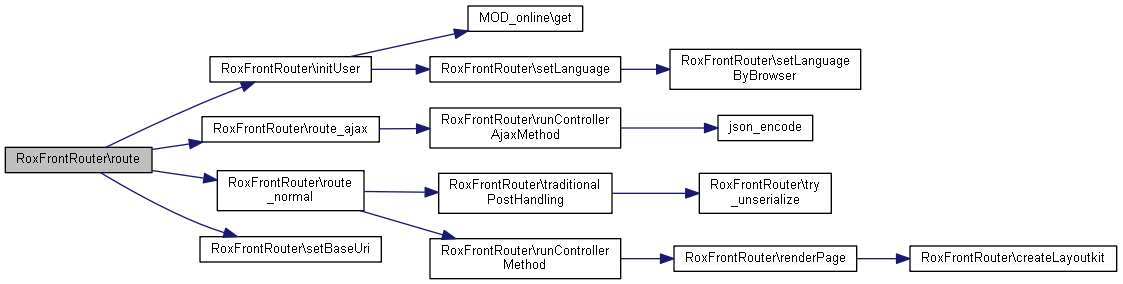 MOD_online\get
RoxFrontRouter\initUser
RoxFrontRouter\setLanguage
RoxFrontRouter\setLanguage
ByBrowser
RoxFrontRouter\route_ajax
RoxFrontRouter\runController
AjaxMethod
json_encode
RoxFrontRouter\route
RoxFrontRouter\route
_normal
RoxFrontRouter\traditional
PostHandling
RoxFrontRouter\try
_unserialize
RoxFrontRouter\setBaseUri
RoxFrontRouter\runController
Method
RoxFrontRouter\renderPage
RoxFrontRouter\createLayoutkit